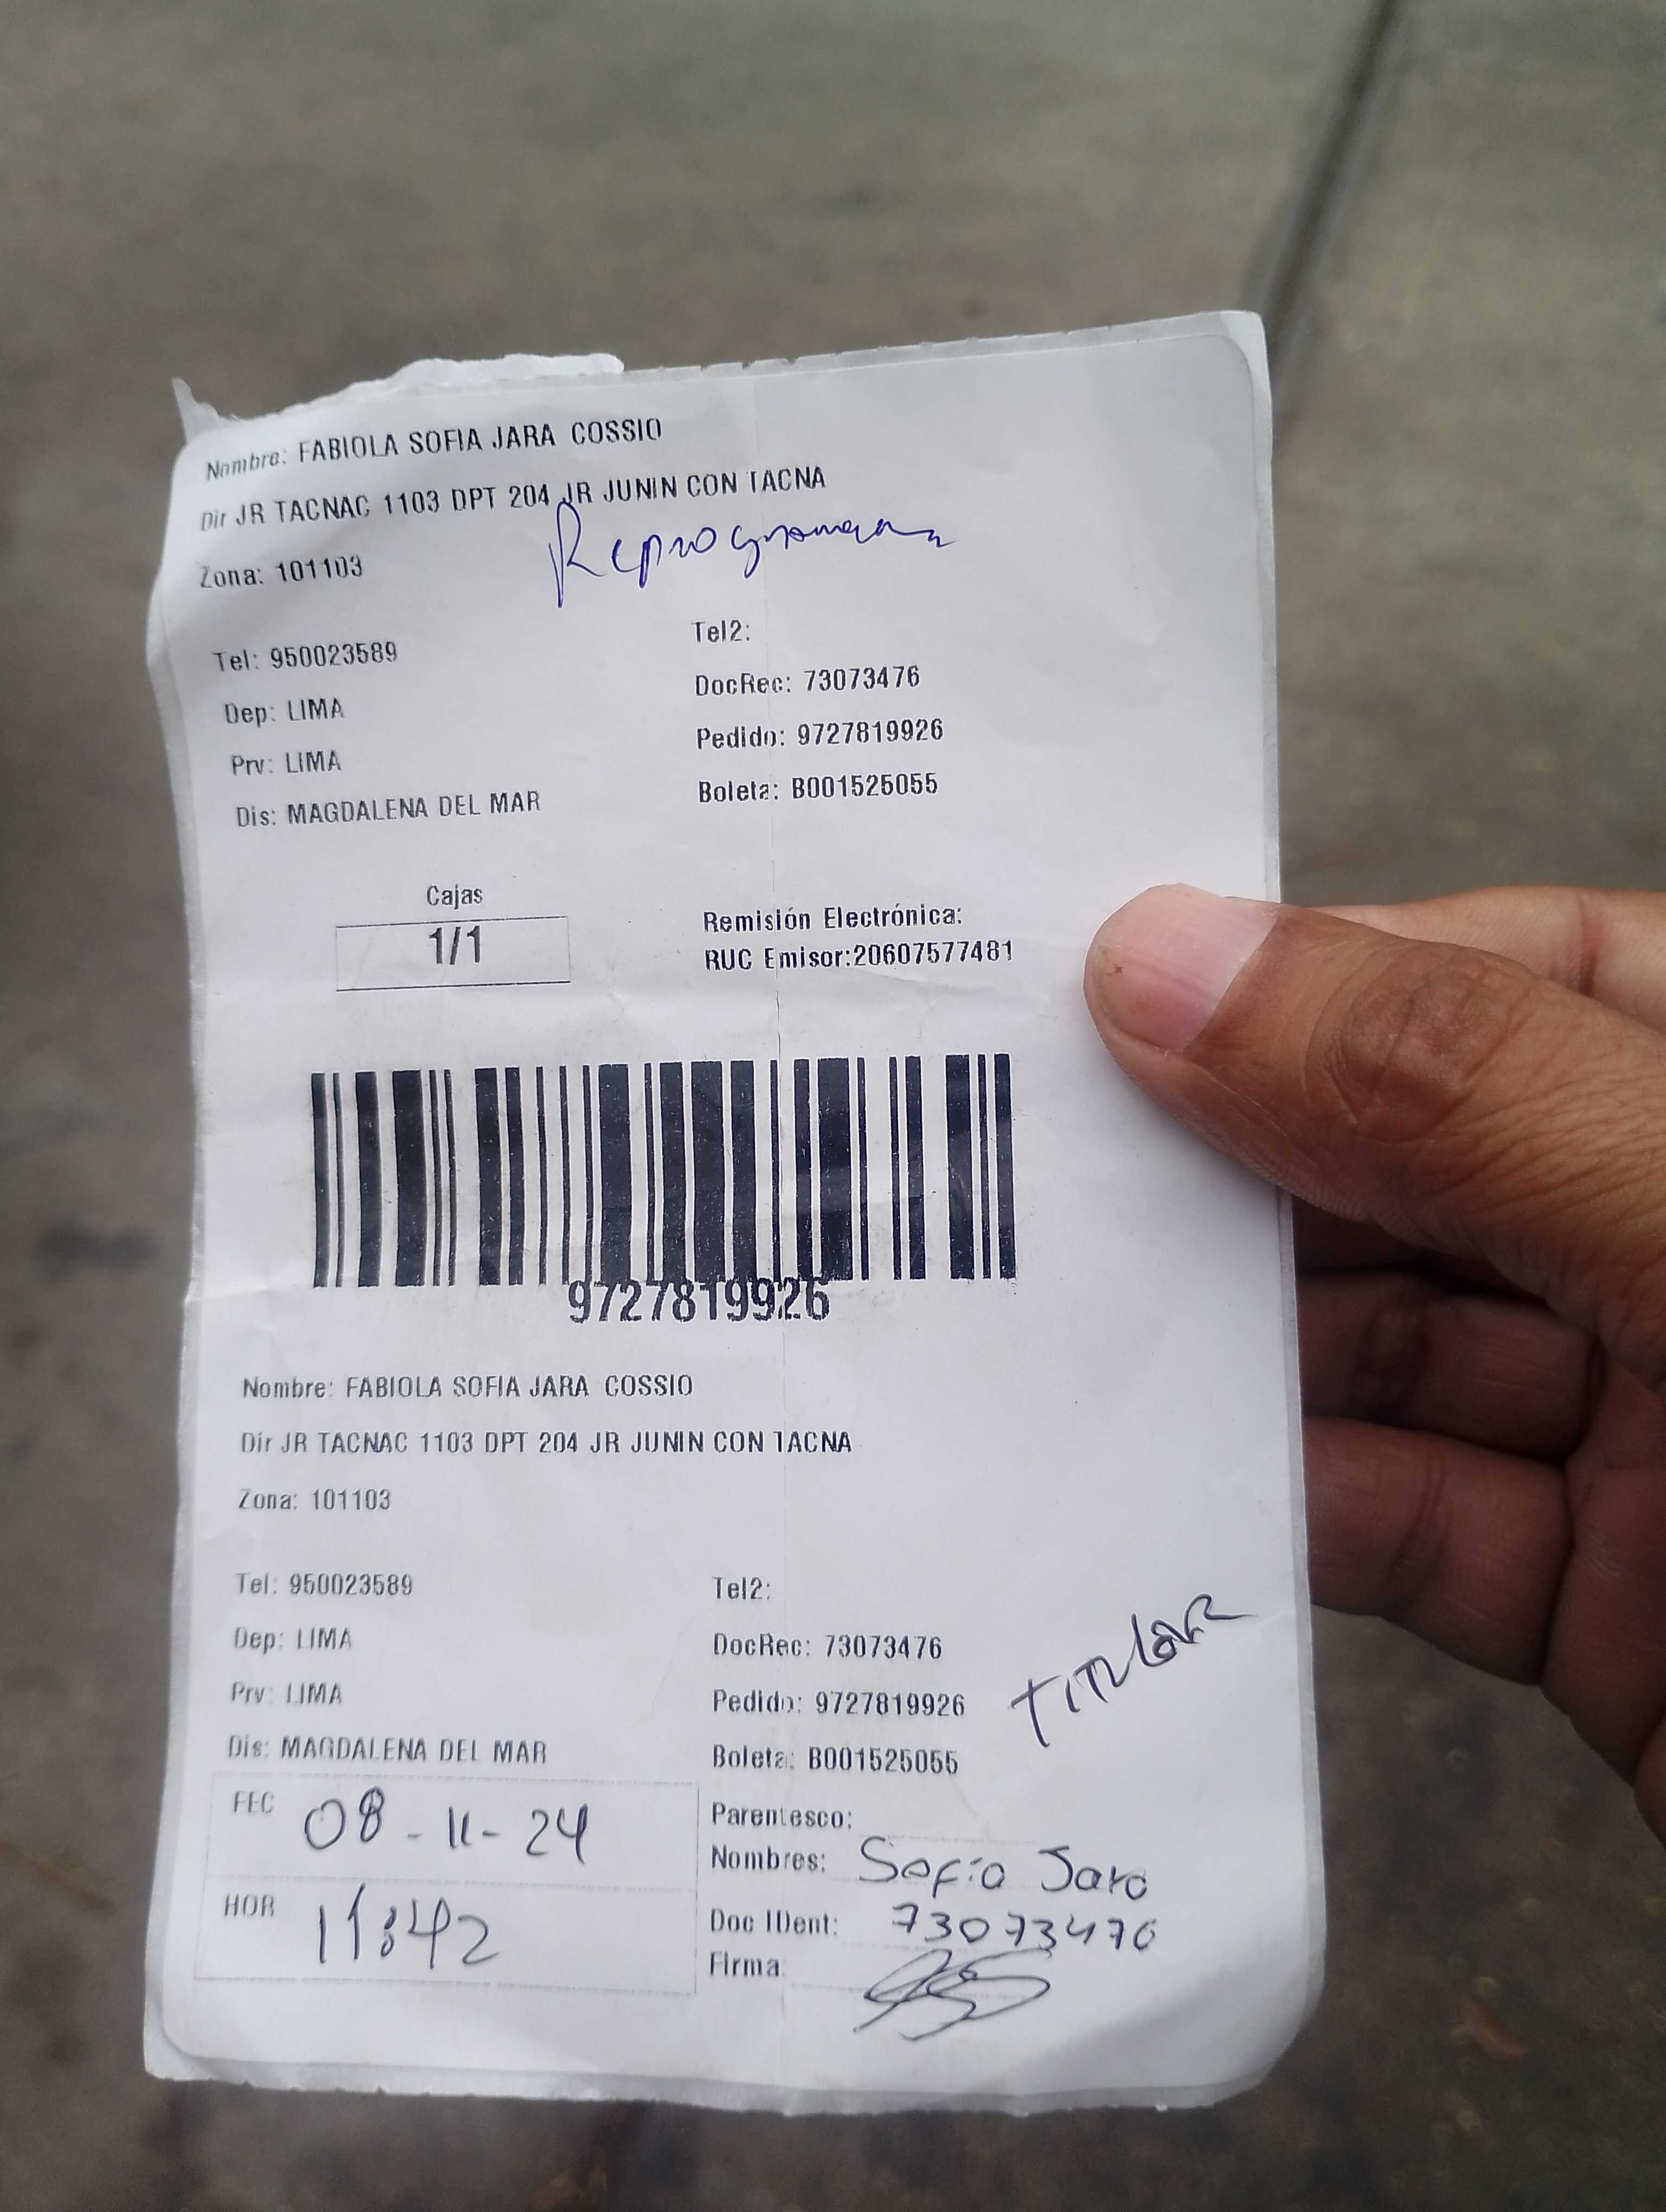 Nombre: FABIOLA SOFIA JARA COSSIO
Dir JR TACNAC 1103 DPT 204 JR JUNIN CON TACNA
Zona: 101103
Tel: 950023589
Tel2:
Dep: LIMA
DocRec: 73073476
Prv: LIMA
Pedido: 9727819926
Dis: MAGDALENA DEL MAR
Boleta: B001525055
Cajas
1/1
Remisión Electrónica:
RUC Emisor:20607577481
9727819926
Nombre: FABIOLA SOFIA JARA COSSIO
Dir JR TACNAC 1103 DPT 204 JR JUNIN CON TACNA
Zona: 101103
Tel: 950023589
Tel2:
Dep: LIMA
DocRec: 73073476
Prv: LIMA
Pedido: 9727819926
TITULAR
Dis: MAGDALENA DEL MAR
Boleta: B001525055
FEC 08-11-24
Parentesco:
Nombres: Sofía Jara
HOR 11:42
Doc IDent: 73073476
Firma: